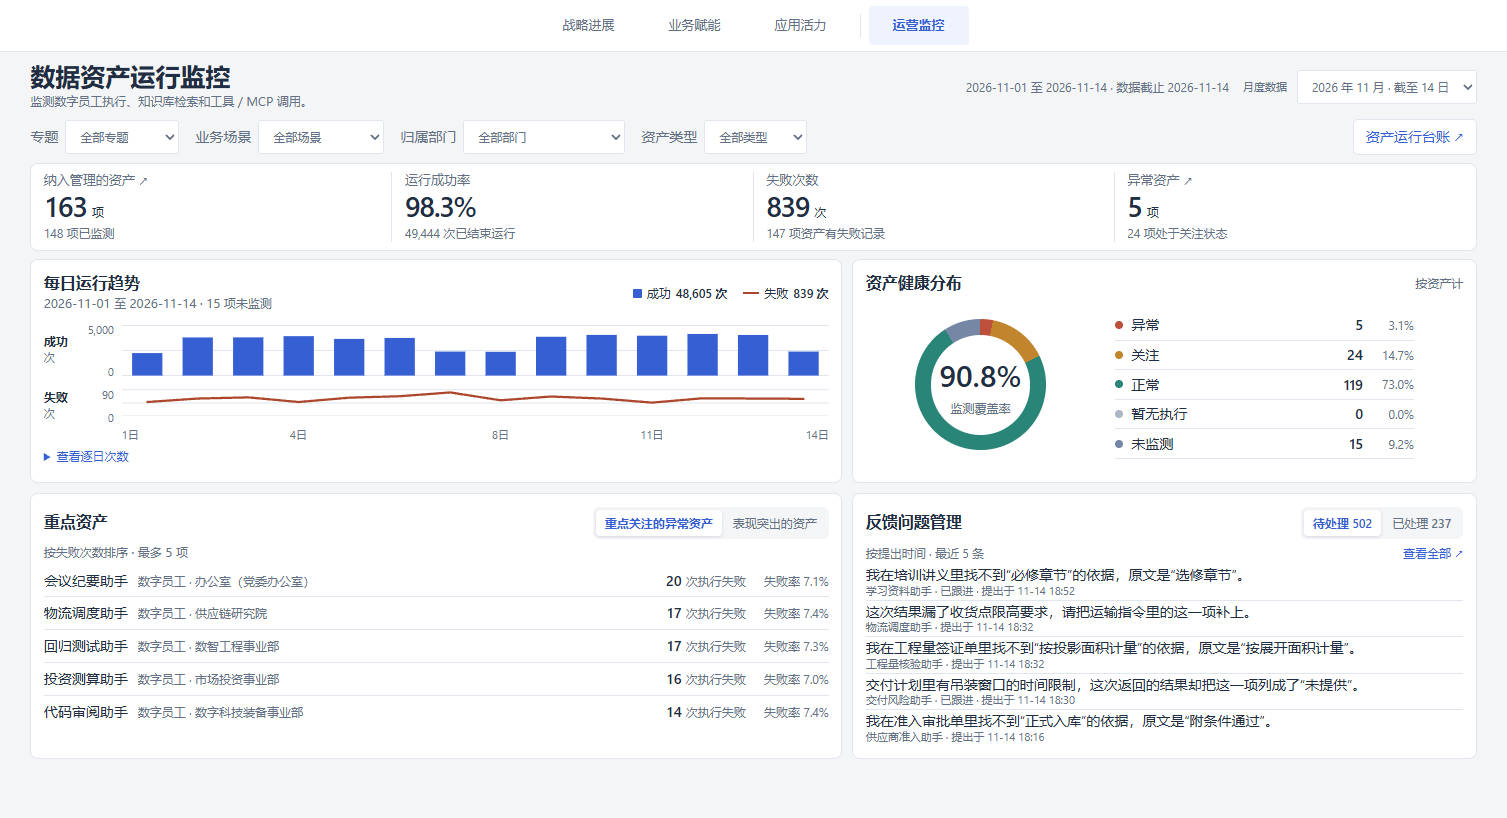 战略进展 业务赋能 应用活力 运营监控
数据资产运行监控
监测数字员工执行、知识库检索和工具 / MCP 调用。
2026-11-01 至 2026-11-14 · 数据截止 2026-11-14 月度数据 2026 年 11 月 · 截至 14 日
专题 全部专题 业务场景 全部场景 归属部门 全部部门 资产类型 全部类型 资产运行台账 ↗
纳入管理的资产 ↗
163 项
148 项已监测
运行成功率
98.3%
49,444 次已结束运行
失败次数
839 次
147 项资产有失败记录
异常资产 ↗
5 项
24 项处于关注状态
每日运行趋势
2026-11-01 至 2026-11-14 · 15 项未监测
成功 48,605 次 失败 839 次
成功
次
5,000
0
失败
次
90
0
1日 4日 8日 11日 14日
▶ 查看逐日次数
资产健康分布
按资产计
90.8%
监测覆盖率
异常 5 3.1%
关注 24 14.7%
正常 119 73.0%
暂无执行 0 0.0%
未监测 15 9.2%
重点资产
重点关注的异常资产 表现突出的资产
按失败次数排序 · 最多 5 项
会议纪要助手 数字员工 · 办公室（党委办公室） 20 次执行失败 失败率 7.1%
物流调度助手 数字员工 · 供应链研究院 17 次执行失败 失败率 7.4%
回归测试助手 数字员工 · 数智工程事业部 17 次执行失败 失败率 7.3%
投资测算助手 数字员工 · 市场投资事业部 16 次执行失败 失败率 7.0%
代码审阅助手 数字员工 · 数字科技装备事业部 14 次执行失败 失败率 7.4%
反馈问题管理
待处理 502 已处理 237
按提出时间 · 最近 5 条
查看全部 ↗
我在培训讲义里找不到“必修章节”的依据，原文是“选修章节”。
学习资料助手 · 已跟进 · 提出于 11-14 18:52
这次结果漏了收货点限高要求，请把运输指令里的这一项补上。
物流调度助手 · 提出于 11-14 18:32
我在工程量签证单里找不到“按投影面积计量”的依据，原文是“按展开面积计量”。
工程量核验助手 · 提出于 11-14 18:32
交付计划里有吊装窗口的时间限制，这次返回的结果却把这一项列成了“未提供”。
交付风险助手 · 已跟进 · 提出于 11-14 18:30
我在准入审批单里找不到“正式入库”的依据，原文是“附条件通过”。
供应商准入助手 · 提出于 11-14 18:16